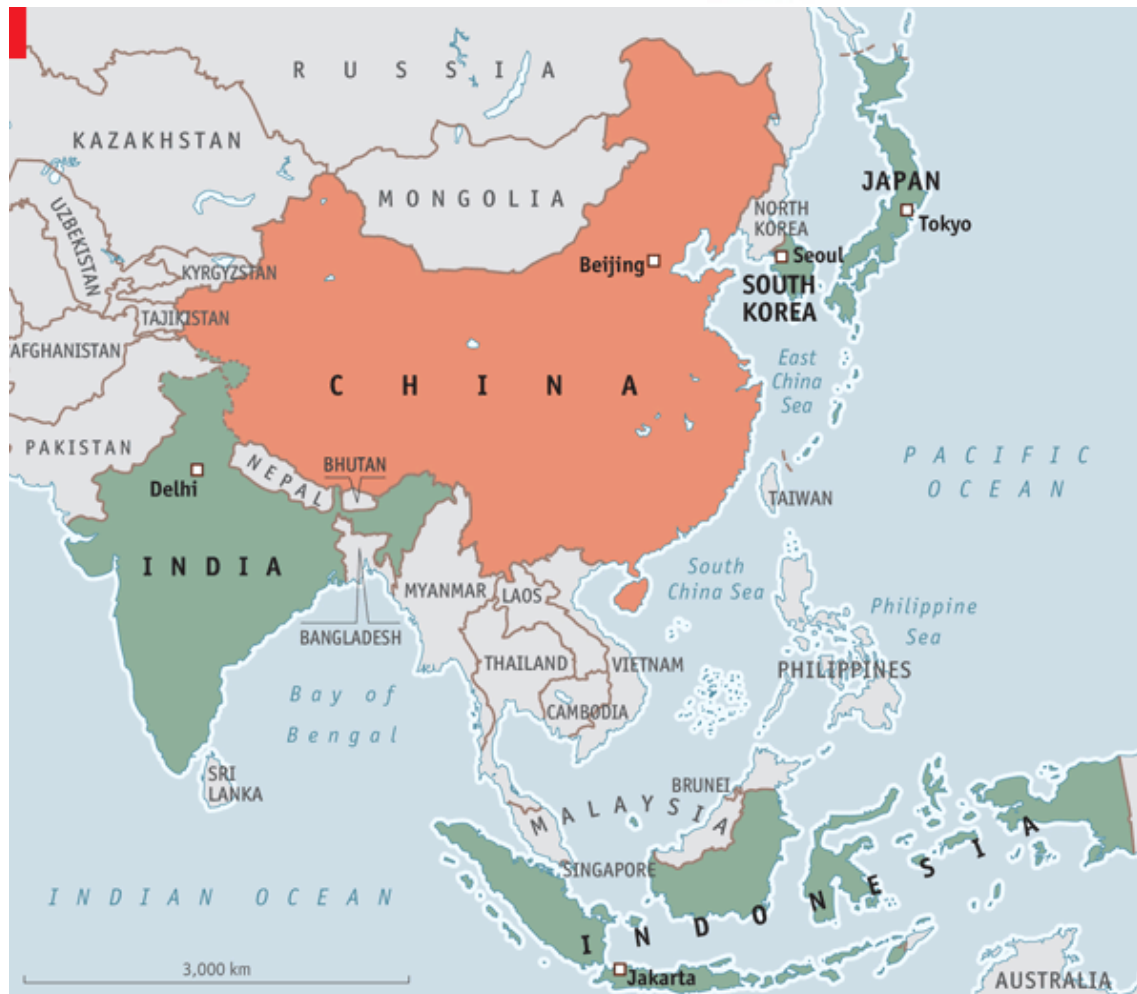 RUSSIA
KAZAKHSTAN
MONGOLIA
UZBEKISTAN
KYRGYZSTAN
TAJIKISTAN
AFGHANISTAN
PAKISTAN
NORTH
KOREA
JAPAN
Tokyo
Seoul
SOUTH
KOREA
Beijing
CHINA
East
China
Sea
PACIFIC
OCEAN
NEPAL
BHUTAN
Delhi
INDIA
BANGLADESH
TAIWAN
MYANMAR
LAOS
South
China Sea
Philippine
Sea
THAILAND
VIETNAM
PHILIPPINES
CAMBODIA
Bay of
Bengal
SRI
LANKA
BRUNEI
MALAYSIA
SINGAPORE
INDIAN OCEAN
INDONESIA
Jakarta
3,000 km
AUSTRALIA